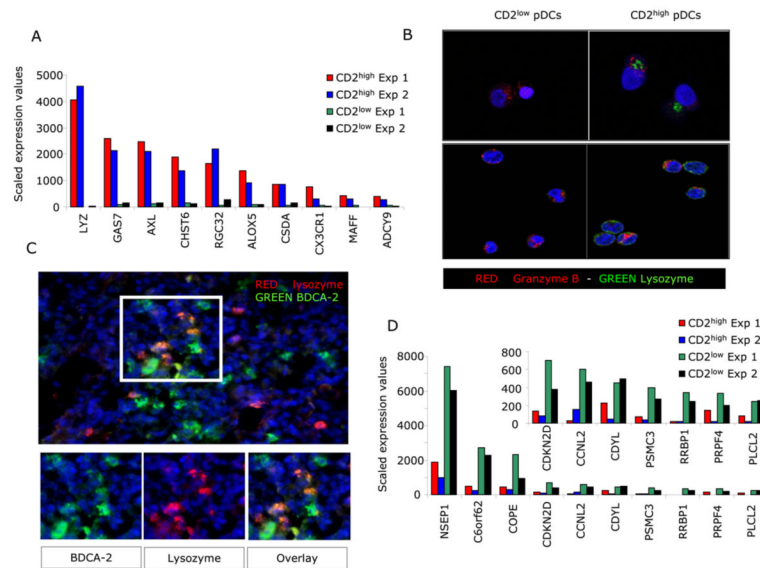 A
Scaled expression values
5000
4000
3000
2000
1000
0
CD2high Exp 1
CD2high Exp 2
CD2low Exp 1
CD2low Exp 2
LYZ
GAS7
AXL
CHST6
RGC32
ALOX5
CSDA
CX3CR1
MAFF
ADCY9
B
CD2low pDCs
CD2high pDCs
RED Granzyme B - GREEN Lysozyme
C
RED lysozyme
GREEN BDCA-2
BDCA-2
Lysozyme
Overlay
D
Scaled expression values
8000
6000
4000
2000
0
CD2high Exp 1
CD2high Exp 2
CD2low Exp 1
CD2low Exp 2
800
600
400
200
0
CDKN2D
CCNL2
CDYL
PSMC3
RRBP1
PRPF4
PLCL2
NSEP1
C6orf62
COPE
CDKN2D
CCNL2
CDYL
PSMC3
RRBP1
PRPF4
PLCL2